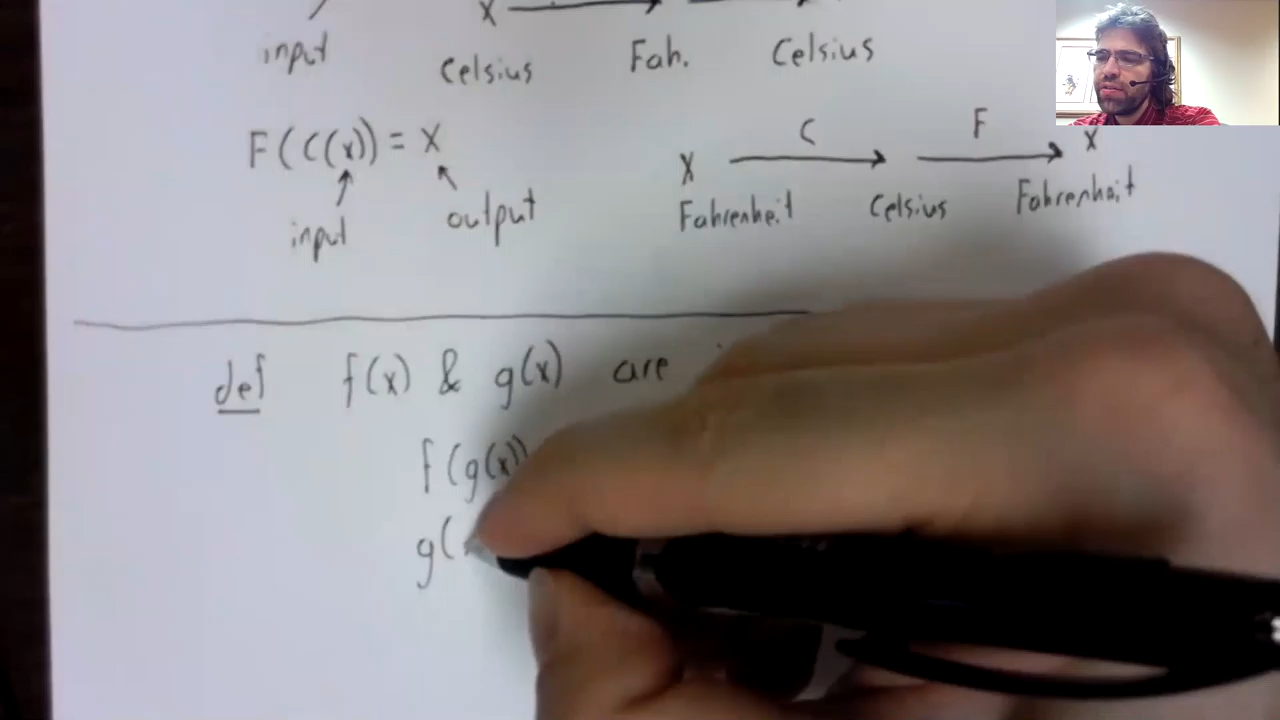 x
input
Celsius Fah. Celsius
F(C(x)) = x
input
output
C F
x x
Fahrenheit Celsius Fahrenheit
def f(x) & g(x) are
f(g(x))
g(